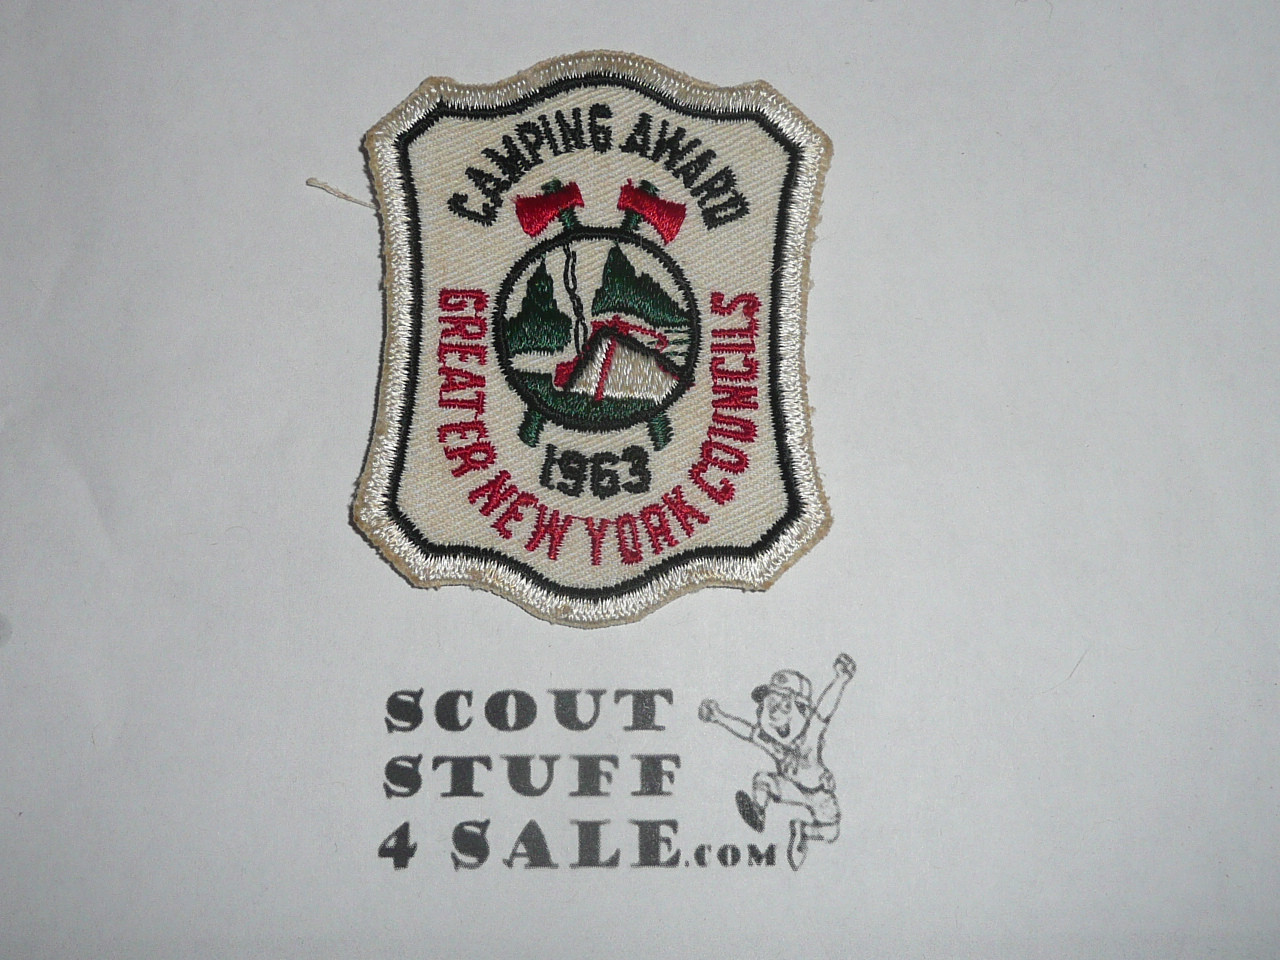 CAMPING AWARD
GREATER NEW YORK COUNCILS
1963
SCOUT
STUFF
4 SALE.COM